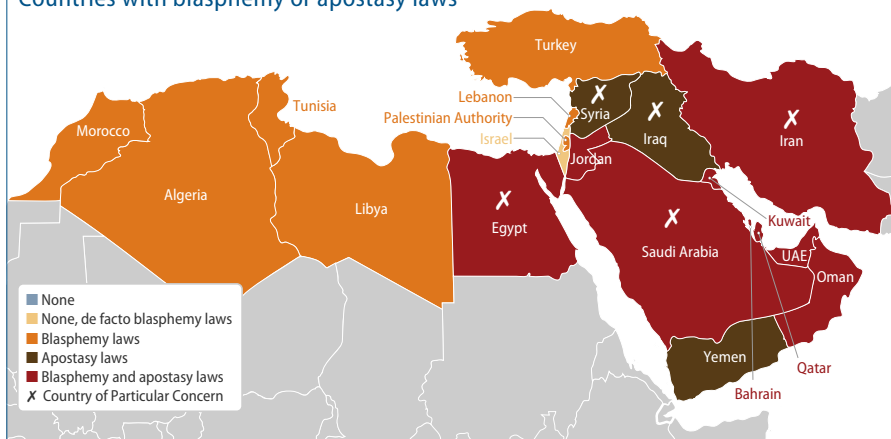 Countries with blasphemy or apostasy laws
Turkey
Lebanon
Tunisia
Palestinian Authority
Syria
Morocco
Israel
Iraq
Iran
Jordan
Algeria
Libya
Egypt
Kuwait
Saudi Arabia
UAE
Oman
None
None, de facto blasphemy laws
Blasphemy laws
Apostasy laws
Blasphemy and apostasy laws
✗ Country of Particular Concern
Yemen
Qatar
Bahrain